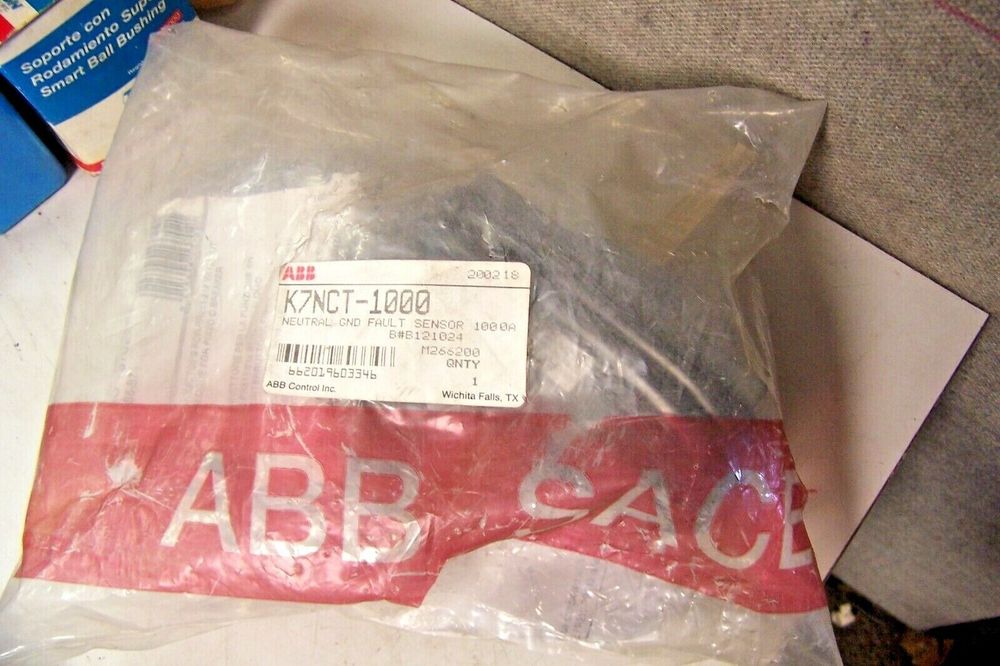 Soporte con
Rodamiento
Smart Ball Bushing
ABB 200218
K7NCT-1000
NEUTRAL GND FAULT SENSOR 1000A
B#B121024
M266200
QNTY
662019603346 1
ABB Control Inc. Wichita Falls, TX
ABB SACE